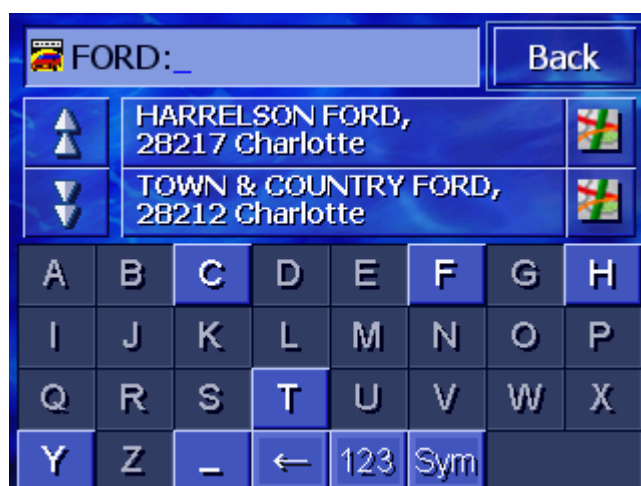 FORD:_
Back
HARRELSON FORD,
28217 Charlotte
TOWN & COUNTRY FORD,
28212 Charlotte
A B C D E F G H
I J K L M N O P
Q R S T U V W X
Y Z _ ← 123 Sym